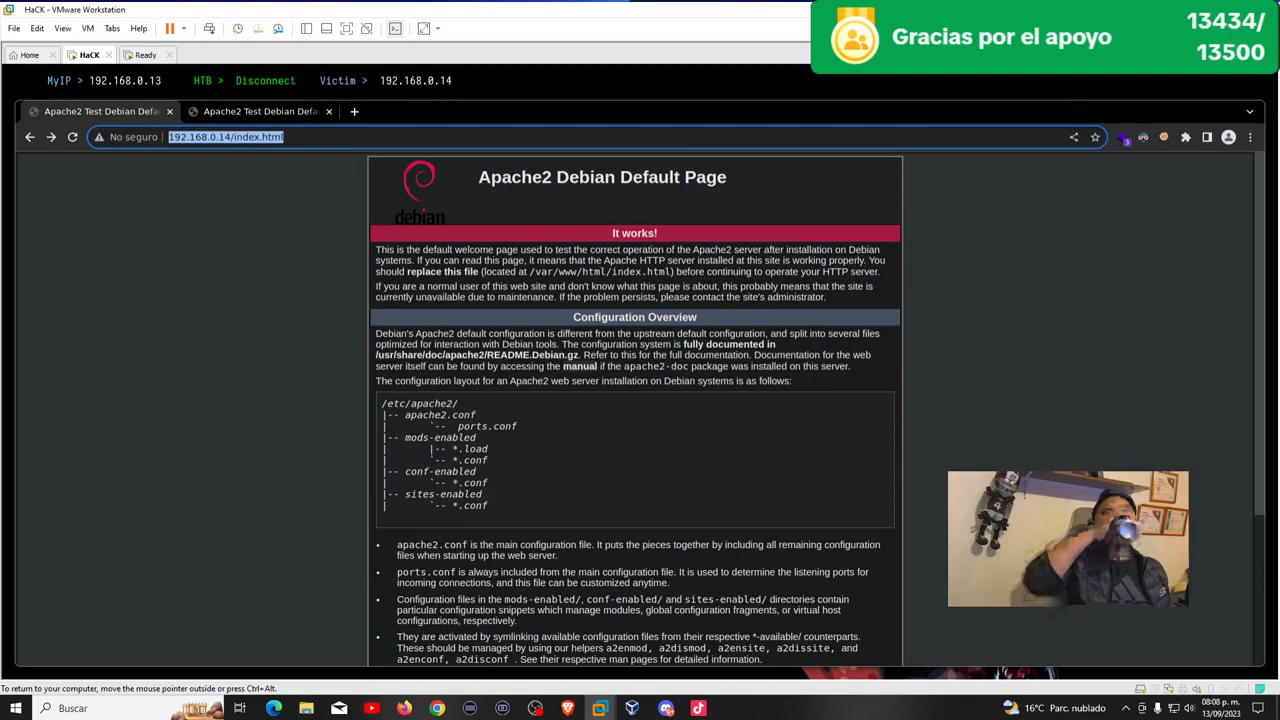 HaCK - VMware Workstation
File Edit View VM Tabs Help
Home HaCK Ready
Gracias por el apoyo
13434/
13500
MyIP > 192.168.0.13 HTB > Disconnect Victim > 192.168.0.14
Apache2 Test Debian Defa Apache2 Test Debian Defa
No seguro 192.168.0.14/index.html
3
Apache2 Debian Default Page
debian
It works!
This is the default welcome page used to test the correct operation of the Apache2 server after installation on Debian
systems. If you can read this page, it means that the Apache HTTP server installed at this site is working properly. You
should replace this file (located at /var/www/html/index.html) before continuing to operate your HTTP server.
If you are a normal user of this web site and don't know what this page is about, this probably means that the site is
currently unavailable due to maintenance. If the problem persists, please contact the site's administrator.
Configuration Overview
Debian's Apache2 default configuration is different from the upstream default configuration, and split into several files
optimized for interaction with Debian tools. The configuration system is fully documented in
/usr/share/doc/apache2/README.Debian.gz. Refer to this for the full documentation. Documentation for the web
server itself can be found by accessing the manual if the apache2-doc package was installed on this server.
The configuration layout for an Apache2 web server installation on Debian systems is as follows:
/etc/apache2/
|-- apache2.conf
|       `--  ports.conf
|-- mods-enabled
|       |-- *.load
|       `-- *.conf
|-- conf-enabled
|       `-- *.conf
|-- sites-enabled
|       `-- *.conf
• apache2.conf is the main configuration file. It puts the pieces together by including all remaining configuration
files when starting up the web server.
• ports.conf is always included from the main configuration file. It is used to determine the listening ports for
incoming connections, and this file can be customized anytime.
• Configuration files in the mods-enabled/, conf-enabled/ and sites-enabled/ directories contain
particular configuration snippets which manage modules, global configuration fragments, or virtual host
configurations, respectively.
• They are activated by symlinking available configuration files from their respective *-available/ counterparts.
These should be managed by using our helpers a2enmod, a2dismod, a2ensite, a2dissite, and
a2enconf, a2disconf . See their respective man pages for detailed information.
To return to your computer, move the mouse pointer outside or press Ctrl+Alt.
Buscar
16°C Parc. nublado
08:08 p. m.
13/09/2023